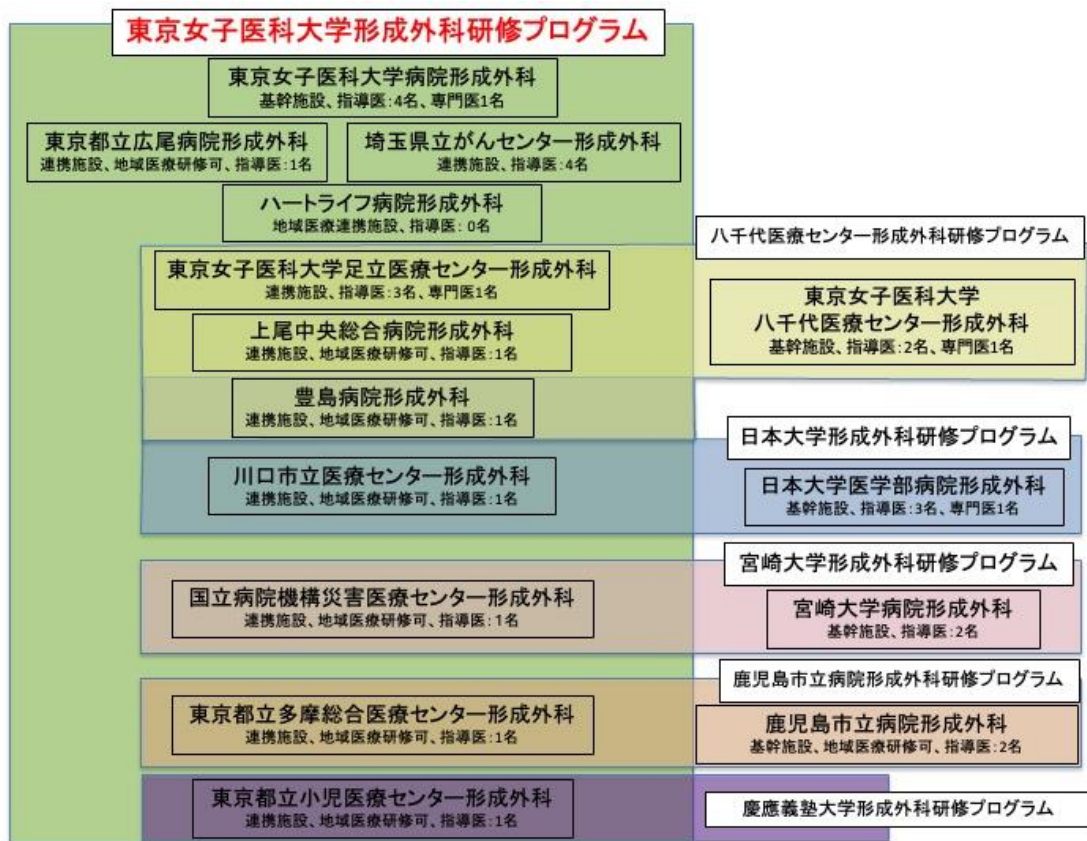 東京女子医科大学形成外科研修プログラム
東京女子医科大学病院形成外科
基幹施設、指導医:4名、専門医1名
東京都立広尾病院形成外科
連携施設、地域医療研修可、指導医:1名
埼玉県立がんセンター形成外科
連携施設、指導医:4名
ハートライフ病院形成外科
地域医療連携施設、指導医:0名
八千代医療センター形成外科研修プログラム
東京女子医科大学足立医療センター形成外科
連携施設、指導医:3名、専門医1名
東京女子医科大学
八千代医療センター形成外科
基幹施設、指導医:2名、専門医1名
上尾中央総合病院形成外科
連携施設、地域医療研修可、指導医:1名
豊島病院形成外科
連携施設、地域医療研修可、指導医:1名
日本大学形成外科研修プログラム
川口市立医療センター形成外科
連携施設、地域医療研修可、指導医:1名
日本大学医学部病院形成外科
基幹施設、指導医:3名、専門医1名
宮崎大学形成外科研修プログラム
国立病院機構災害医療センター形成外科
連携施設、地域医療研修可、指導医:1名
宮崎大学病院形成外科
基幹施設、指導医:2名
鹿児島市立病院形成外科研修プログラム
東京都立多摩総合医療センター形成外科
連携施設、地域医療研修可、指導医:1名
鹿児島市立病院形成外科
基幹施設、地域医療研修可、指導医:2名
東京都立小児医療センター形成外科
連携施設、地域医療研修可、指導医:1名
慶應義塾大学形成外科研修プログラム